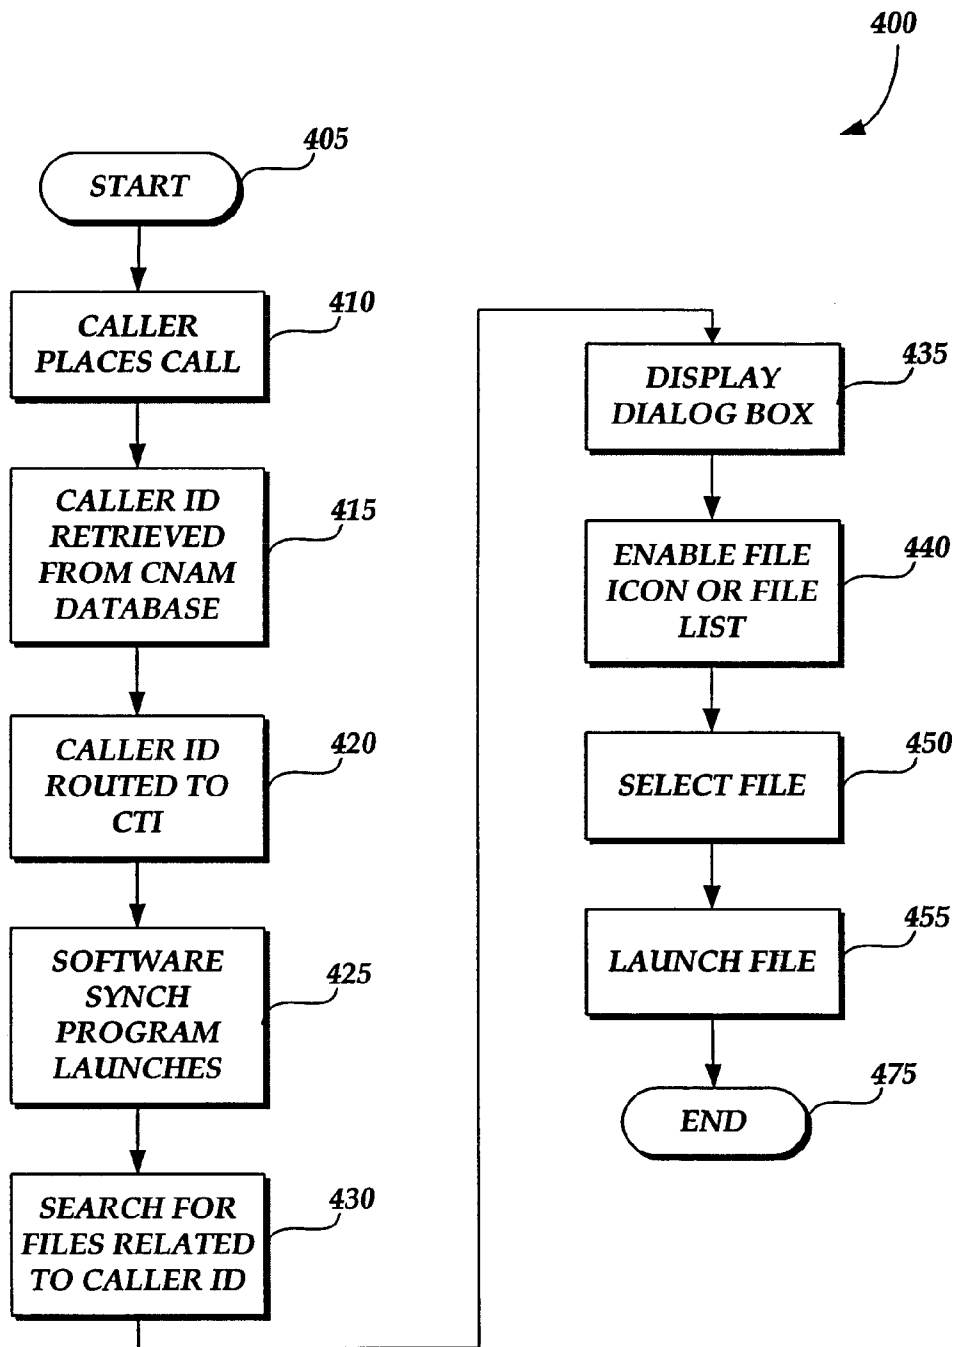 400
405
START
410
CALLER
PLACES CALL
415
CALLER ID
RETRIEVED
FROM CNAM
DATABASE
420
CALLER ID
ROUTED TO
CTI
425
SOFTWARE
SYNCH
PROGRAM
LAUNCHES
430
SEARCH FOR
FILES RELATED
TO CALLER ID
435
DISPLAY
DIALOG BOX
440
ENABLE FILE
ICON OR FILE
LIST
450
SELECT FILE
455
LAUNCH FILE
475
END